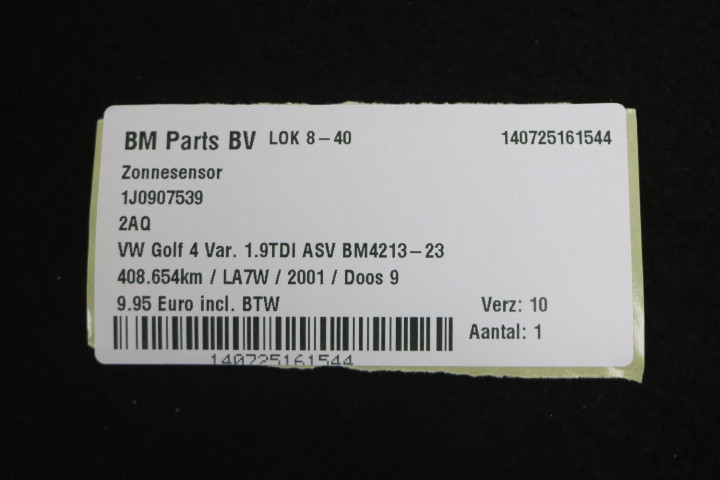 BM Parts BV LOK 8-40 140725161544
Zonnesensor
1J0907539
2AQ
VW Golf 4 Var. 1.9TDI ASV BM4213-23
408.654km / LA7W / 2001 / Doos 9
9.95 Euro incl. BTW Verz: 10
Aantal: 1
140725161544